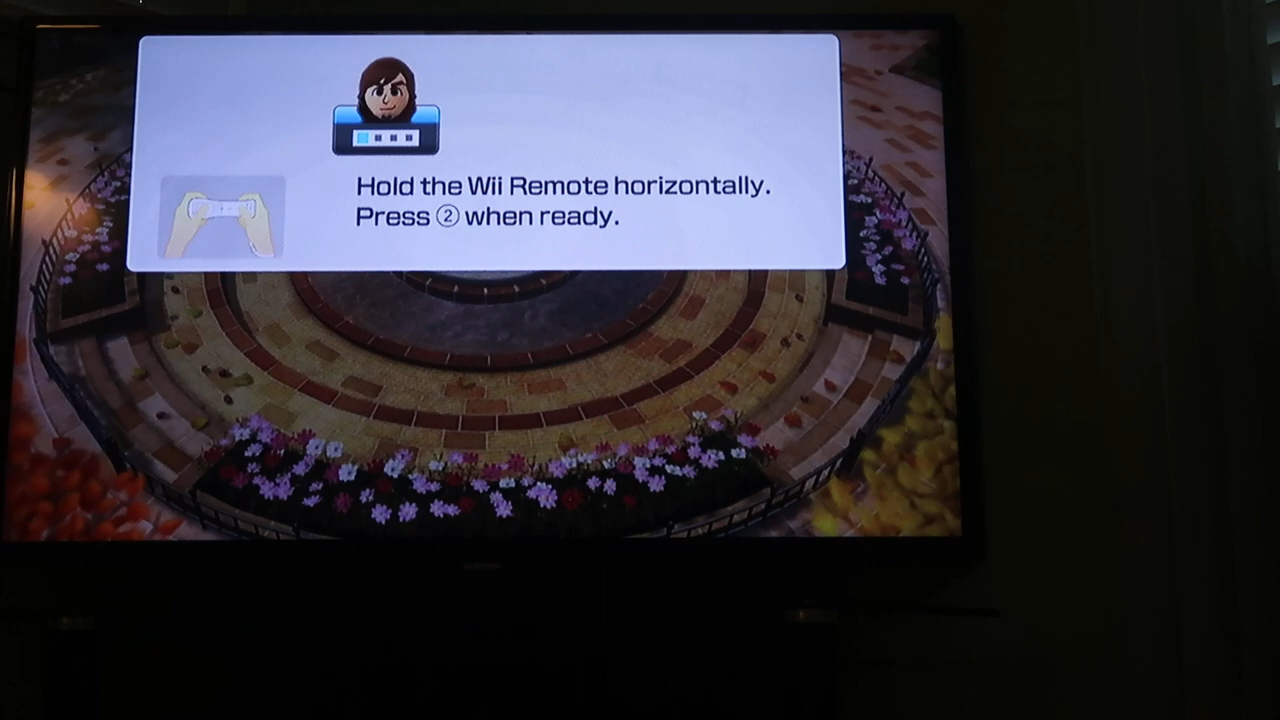 Hold the Wii Remote horizontally.
Press ② when ready.